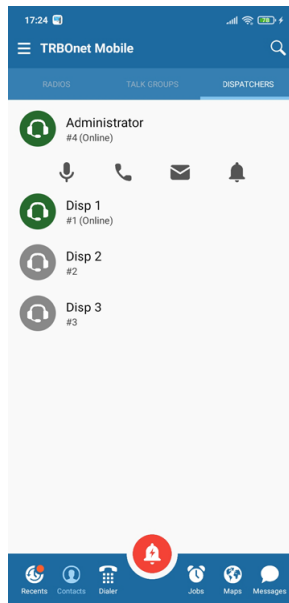 17:24
78
TRBOnet Mobile
RADIOS
TALK GROUPS
DISPATCHERS
Administrator
#4 (Online)
Disp 1
#1 (Online)
Disp 2
#2
Disp 3
#3
Recents
Contacts
Dialer
Jobs
Maps
Messages